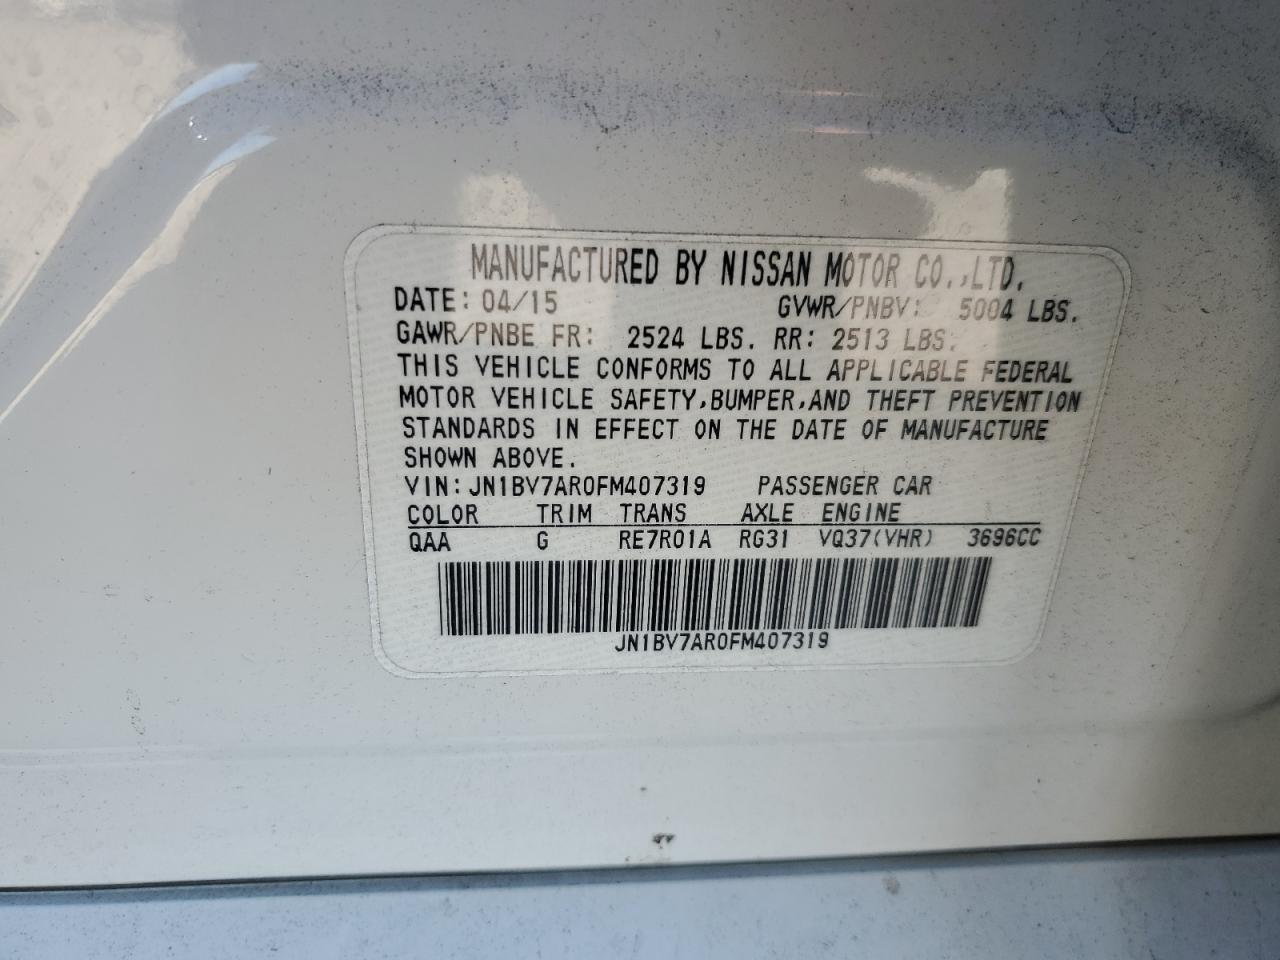 MANUFACTURED BY NISSAN MOTOR CO.,LTD.
DATE: 04/15 GVWR/PNBV: 5004 LBS.
GAWR/PNBE FR: 2524 LBS. RR: 2513 LBS.
THIS VEHICLE CONFORMS TO ALL APPLICABLE FEDERAL
MOTOR VEHICLE SAFETY,BUMPER,AND THEFT PREVENTION
STANDARDS IN EFFECT ON THE DATE OF MANUFACTURE
SHOWN ABOVE.
VIN: JN1BV7AR0FM407319 PASSENGER CAR
COLOR TRIM TRANS AXLE ENGINE
QAA G RE7R01A RG31 VQ37(VHR) 3696CC
JN1BV7AR0FM407319